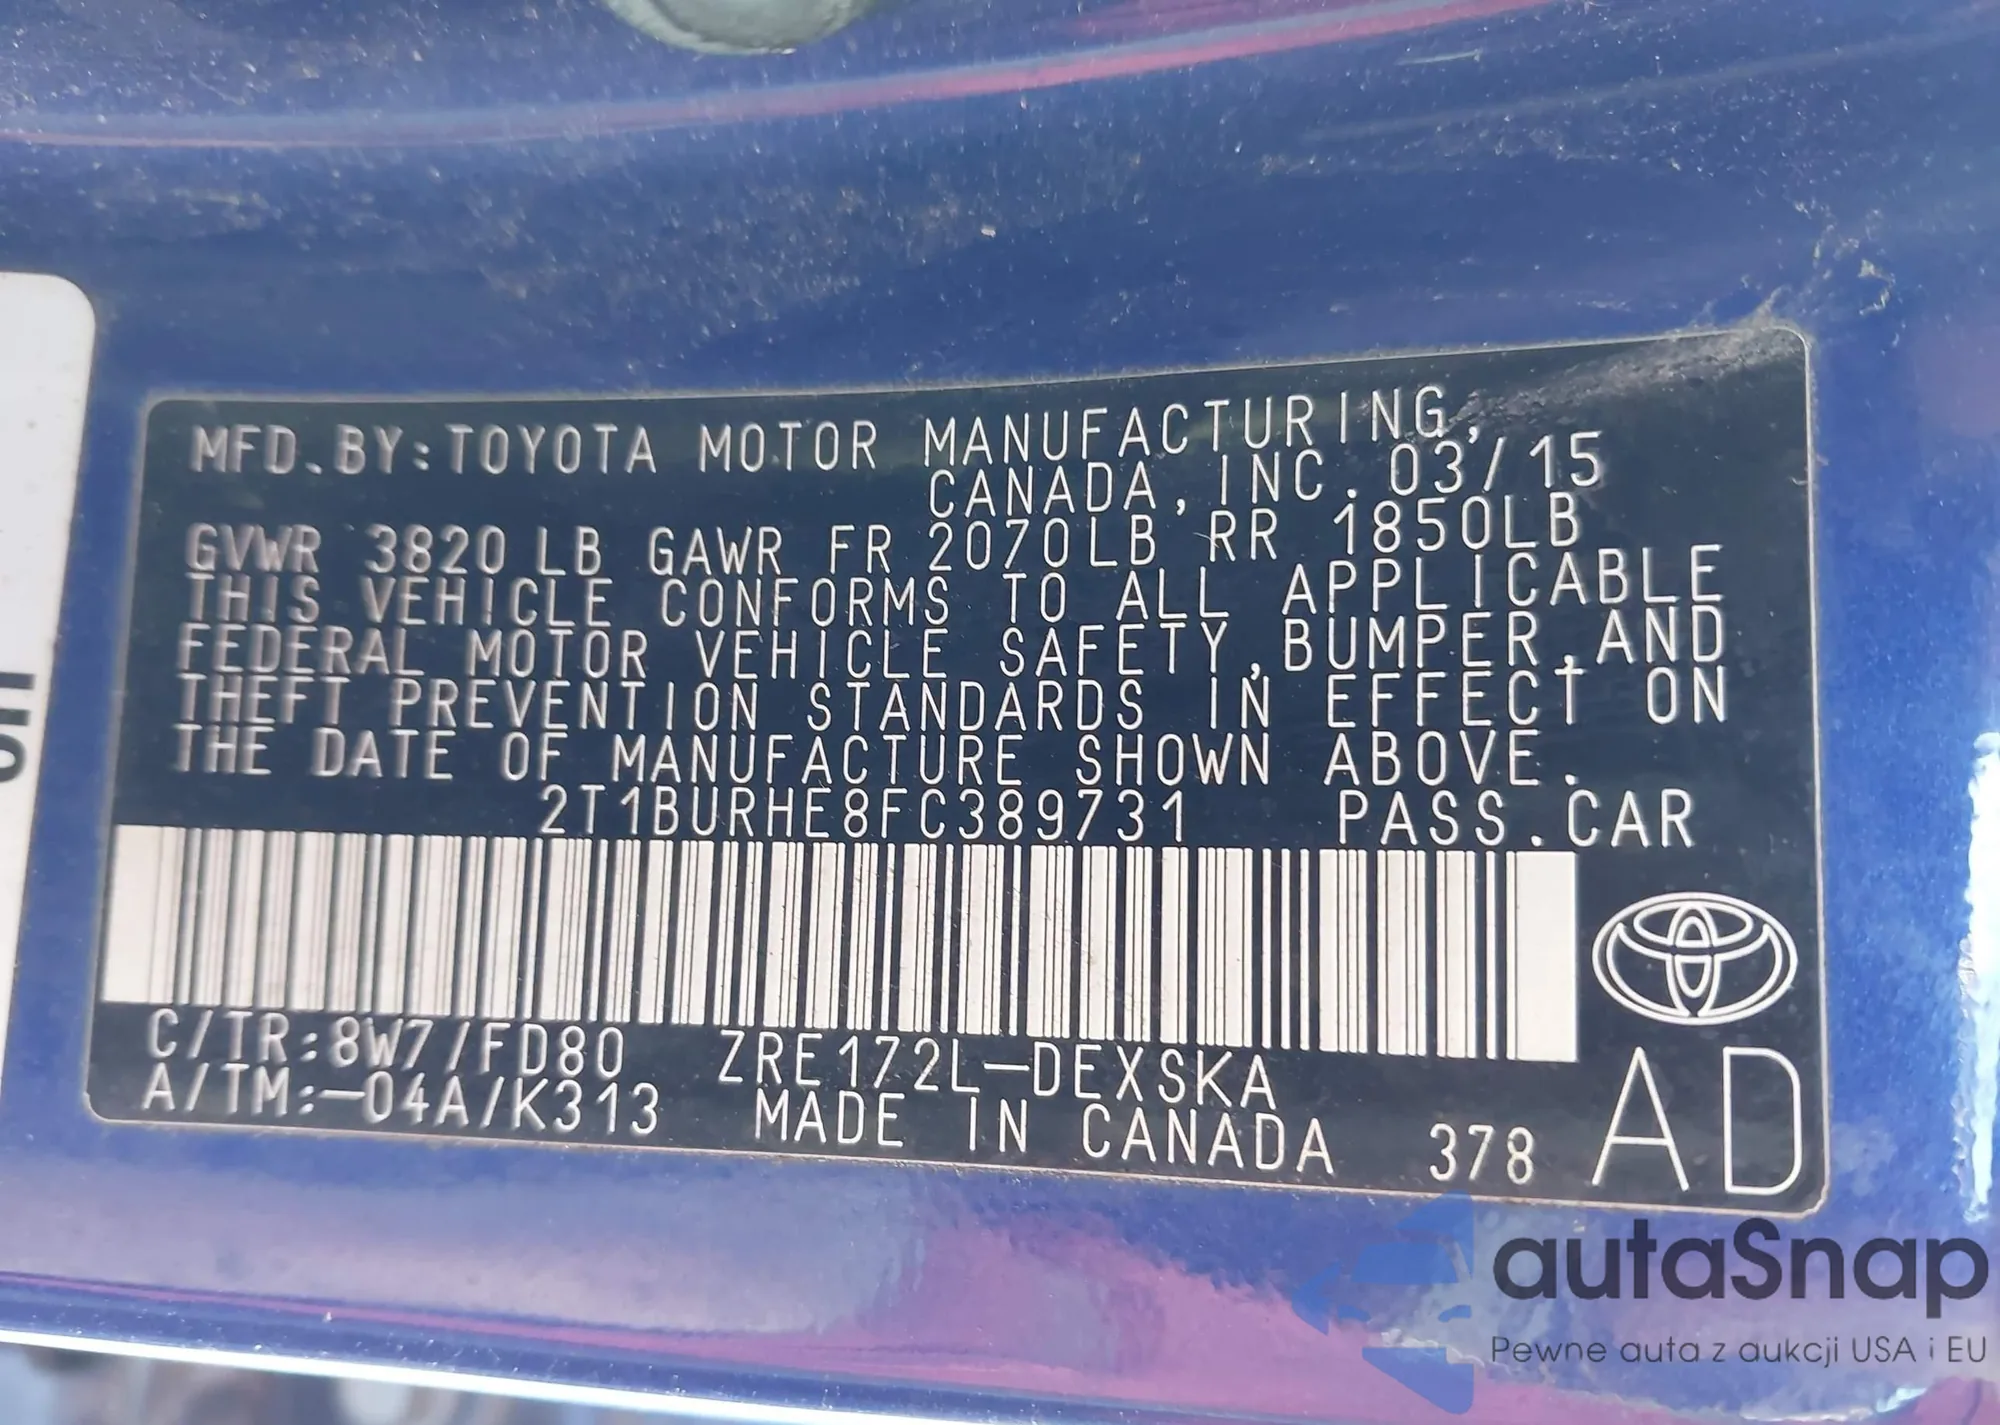 MFD.BY:TOYOTA MOTOR MANUFACTURING,
CANADA,INC. 03/15
GVWR 3820LB GAWR FR 2070LB RR 1850LB
THIS VEHICLE CONFORMS TO ALL APPLICABLE
FEDERAL MOTOR VEHICLE SAFETY,BUMPER,AND
THEFT PREVENTION STANDARDS IN EFFECT ON
THE DATE OF MANUFACTURE SHOWN ABOVE.
2T1BURHE8FC389731 PASS.CAR
C/TR:8W7/FD80 ZRE172L-DEXSKA
A/TM:-04A/K313 MADE IN CANADA 378 AD
autaSnap
Pewne auta z aukcji USA i EU